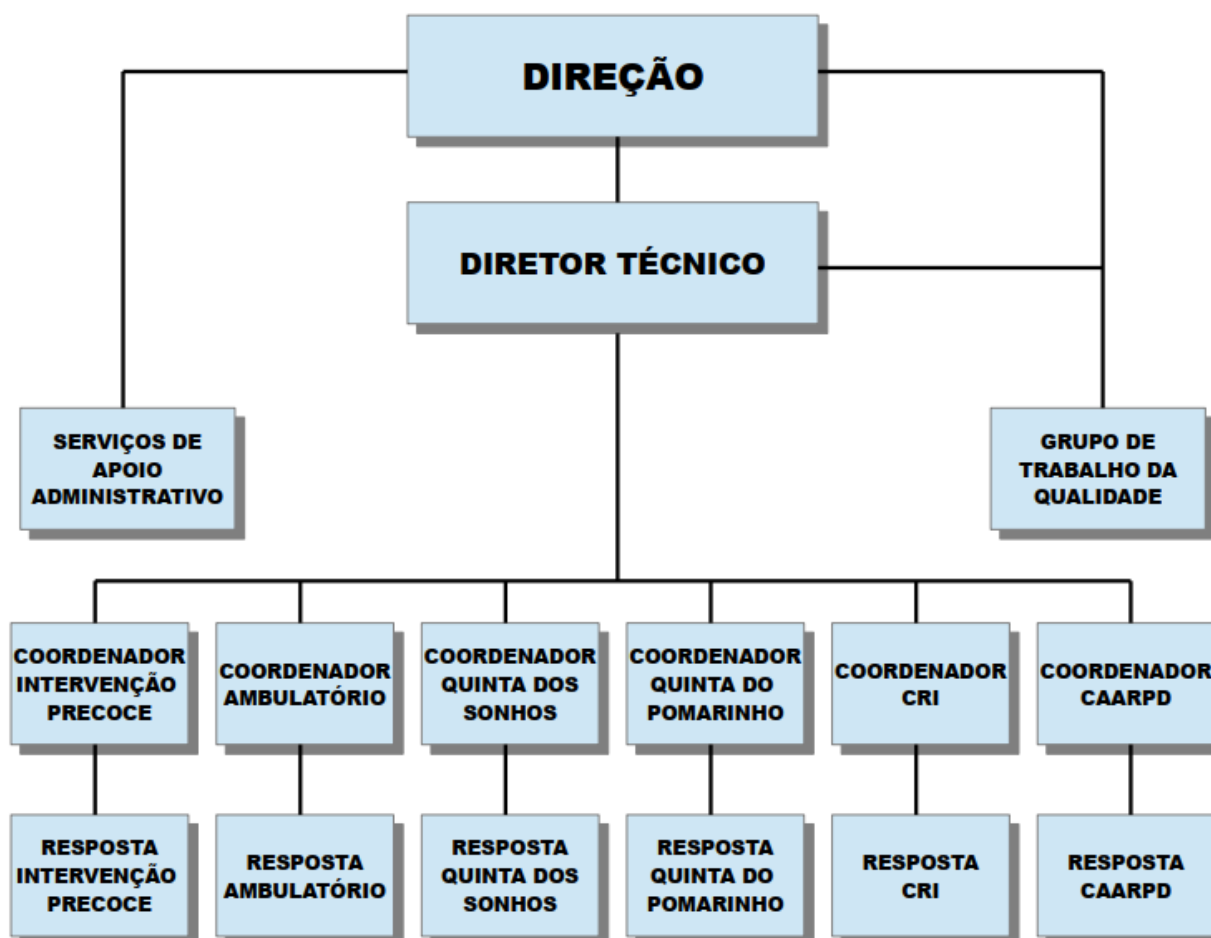 DIREÇÃO
DIRETOR TÉCNICO
SERVIÇOS DE
APOIO
ADMINISTRATIVO
GRUPO DE
TRABALHO DA
QUALIDADE
COORDENADOR
INTERVENÇÃO
PRECOCE
COORDENADOR
AMBULATÓRIO
COORDENADOR
QUINTA DOS
SONHOS
COORDENADOR
QUINTA DO
POMARINHO
COORDENADOR
CRI
COORDENADOR
CAARPD
RESPOSTA
INTERVENÇÃO
PRECOCE
RESPOSTA
AMBULATÓRIO
RESPOSTA
QUINTA DOS
SONHOS
RESPOSTA
QUINTA DO
POMARINHO
RESPOSTA
CRI
RESPOSTA
CAARPD